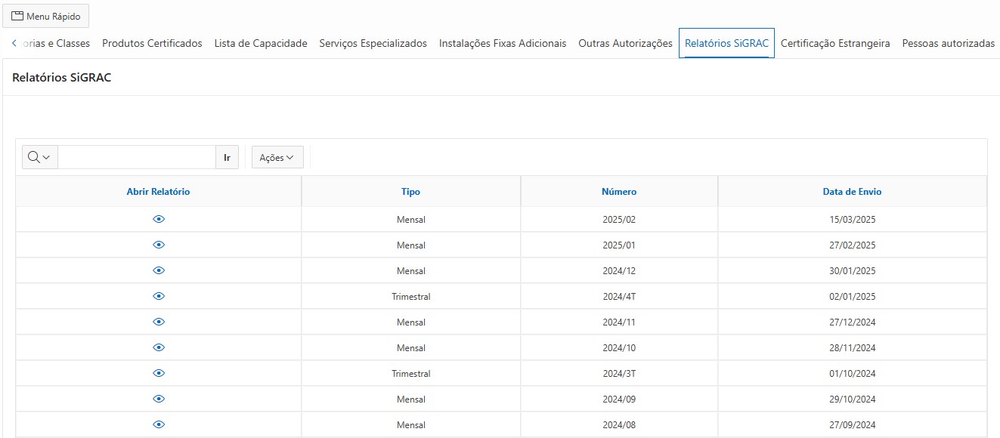 Menu Rápido
orias e Classes Produtos Certificados Lista de Capacidade Serviços Especializados Instalações Fixas Adicionais Outras Autorizações Relatórios SiGRAC Certificação Estrangeira Pessoas autorizadas
Relatórios SiGRAC
Ir Ações
Abrir Relatório Tipo Número Data de Envio
Mensal 2025/02 15/03/2025
Mensal 2025/01 27/02/2025
Mensal 2024/12 30/01/2025
Trimestral 2024/4T 02/01/2025
Mensal 2024/11 27/12/2024
Mensal 2024/10 28/11/2024
Trimestral 2024/3T 01/10/2024
Mensal 2024/09 29/10/2024
Mensal 2024/08 27/09/2024